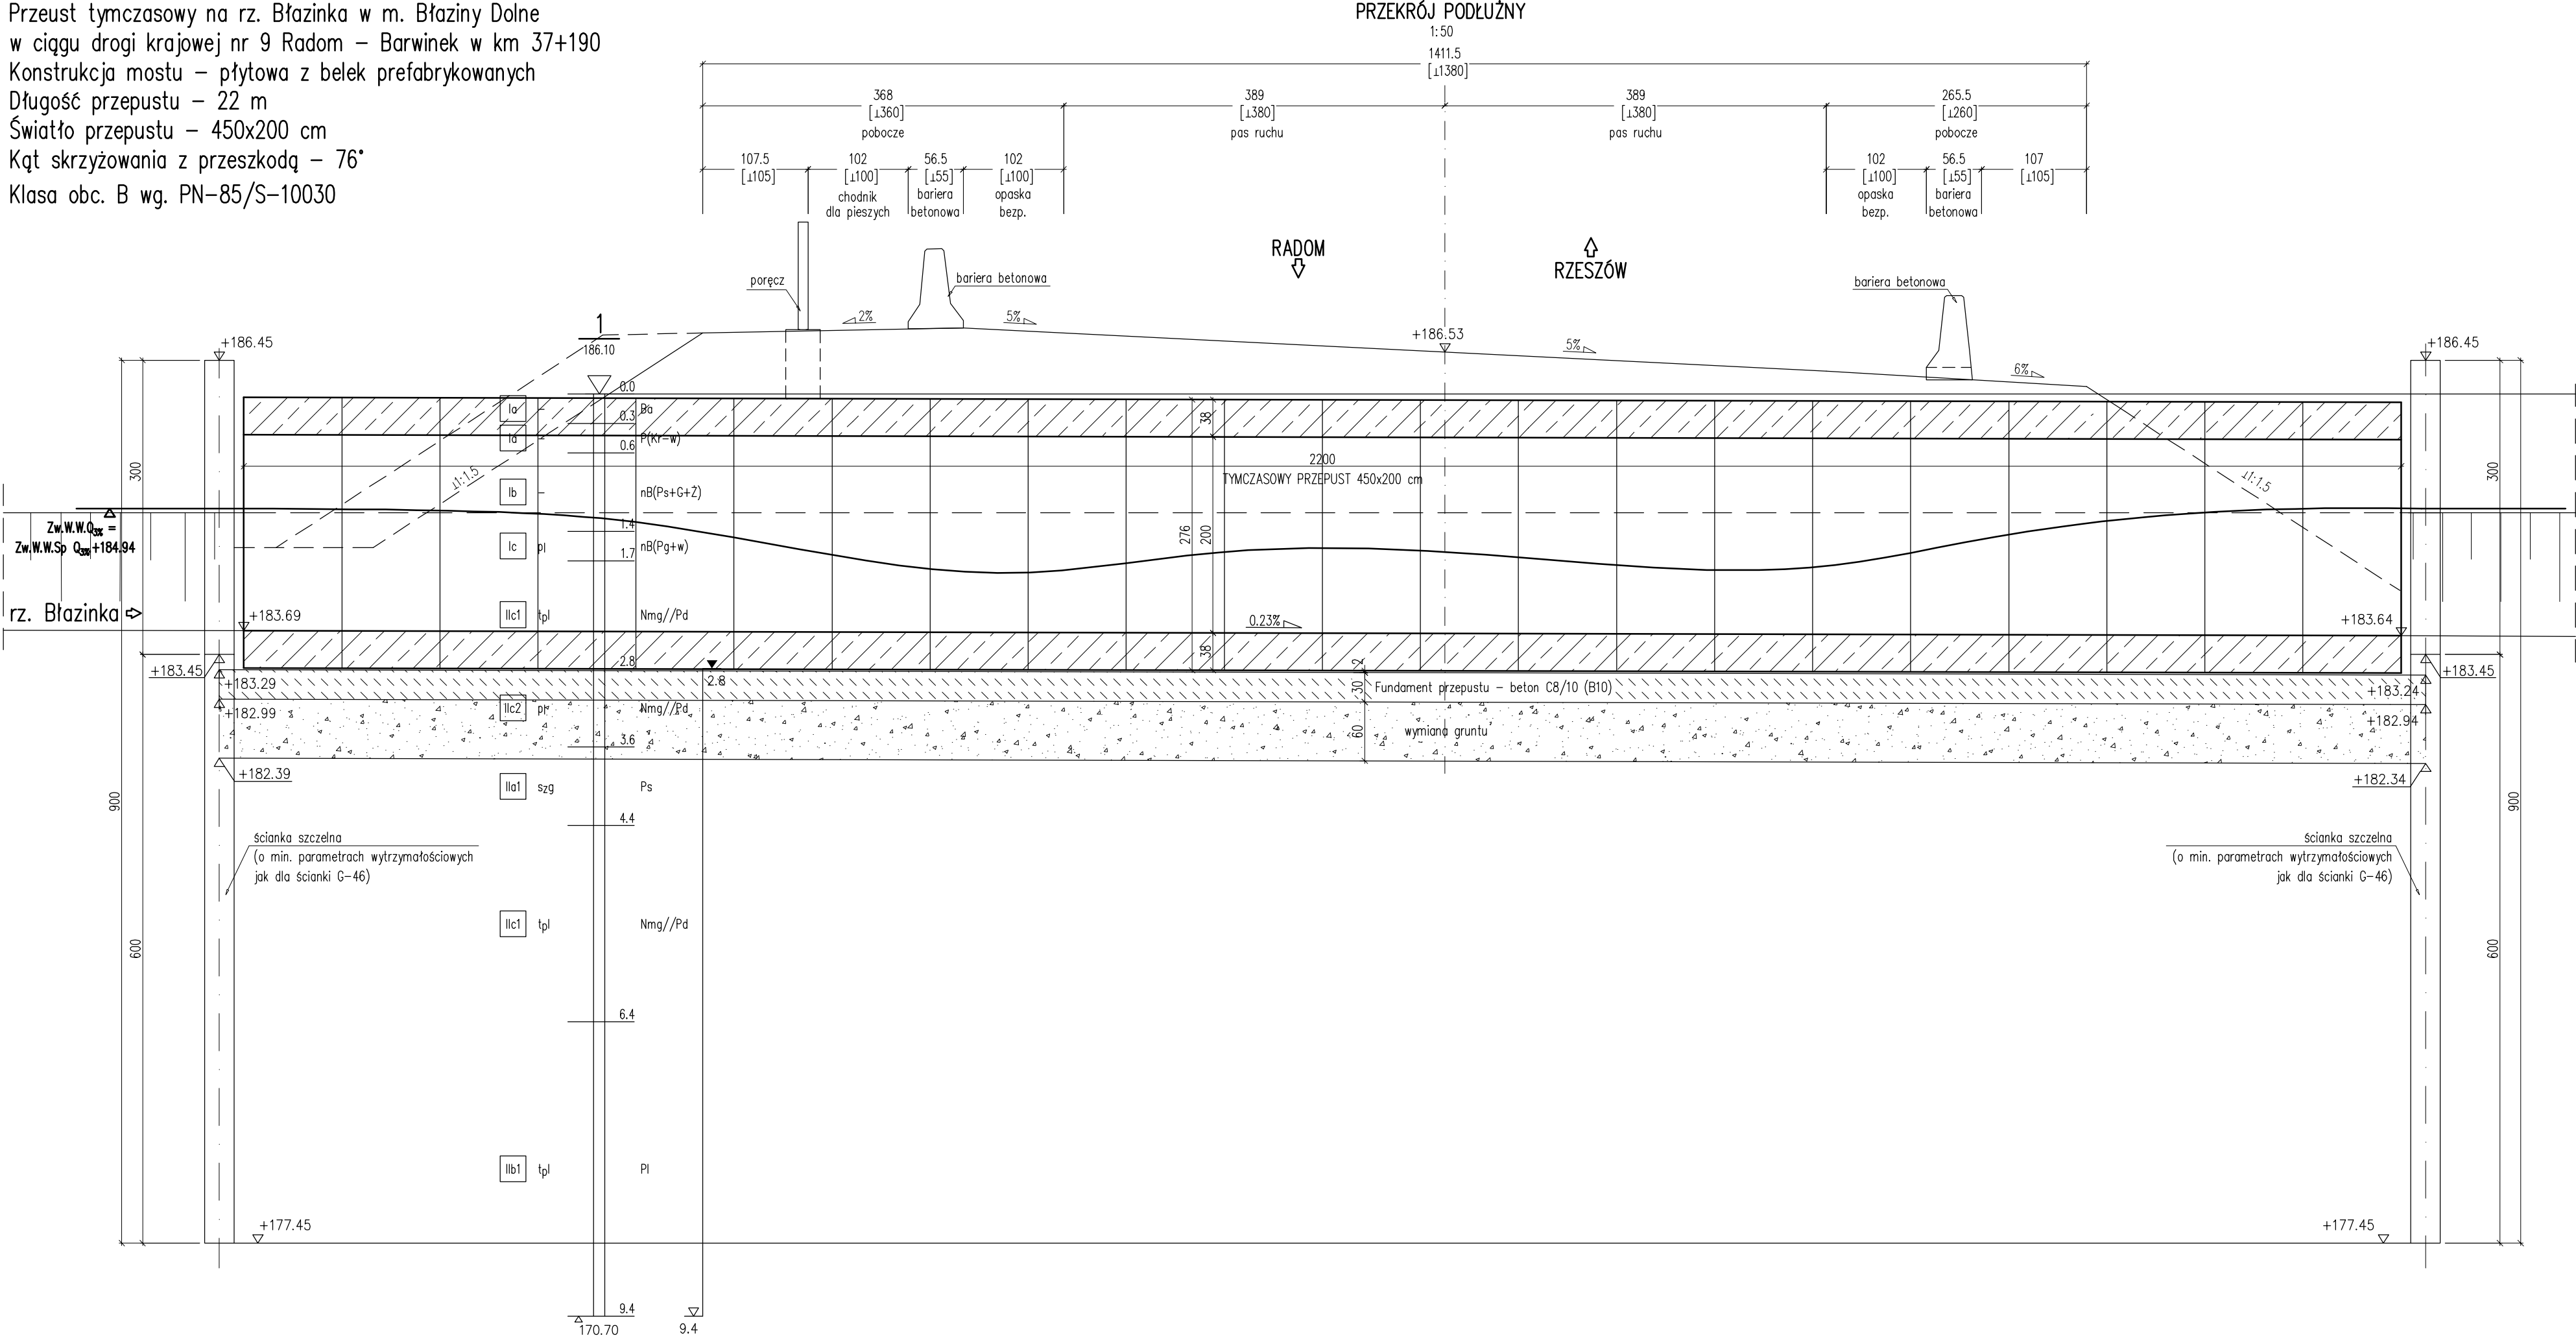 Przeust tymczasowy na rz. Błazinka w m. Błaziny Dolne
w ciągu drogi krajowej nr 9 Radom – Barwinek w km 37+190
Konstrukcja mostu – płytowa z belek prefabrykowanych
Długość przepustu – 22 m
Światło przepustu – 450x200 cm
Kąt skrzyżowania z przeszkodą – 76°
Klasa obc. B wg. PN-85/S-10030
PRZEKRÓJ PODŁUŻNY
1:50
1411.5
[⊥1380]
368
[⊥360]
pobocze
389
[⊥380]
pas ruchu
389
[⊥380]
pas ruchu
265.5
[⊥260]
pobocze
107.5
[⊥105]
102
[⊥100]
chodnik
dla pieszych
56.5
[⊥55]
bariera
betonowa
102
[⊥100]
opaska
bezp.
102
[⊥100]
opaska
bezp.
56.5
[⊥55]
bariera
betonowa
107
[⊥105]
RADOM
RZESZÓW
poręcz
bariera betonowa
bariera betonowa
2%
5%
+186.53
5%
6%
1
186.10
+186.45
+186.45
0.0
Ia – Ba
0.3
Ia – P(Kr-w)
0.6
38
2200
TYMCZASOWY PRZEPUST 450x200 cm
⊥1:1.5
⊥1:1.5
300
300
Ib – nB(Ps+G+Ż)
1.4
Ic pl nB(Pg+w)
1.7
276
200
Zw.W.W.Q3% =
Zw.W.W.Sp Q3%+184.94
rz. Błazinka
+183.69
IIc1 tpl Nmg//Pd
0.23%
+183.64
2.8
2.8
38
2
+183.45
+183.45
+183.29
30
Fundament przepustu – beton C8/10 (B10)
+183.24
+182.99
IIc2 pl Nmg//Pd
+182.94
3.6
60
wymiana gruntu
+182.39
+182.34
IIa1 szg Ps
900
900
4.4
ścianka szczelna
(o min. parametrach wytrzymałościowych
jak dla ścianki G-46)
ścianka szczelna
(o min. parametrach wytrzymałościowych
jak dla ścianki G-46)
IIc1 tpl Nmg//Pd
600
600
6.4
IIb1 tpl Pl
+177.45
+177.45
9.4
170.70
9.4